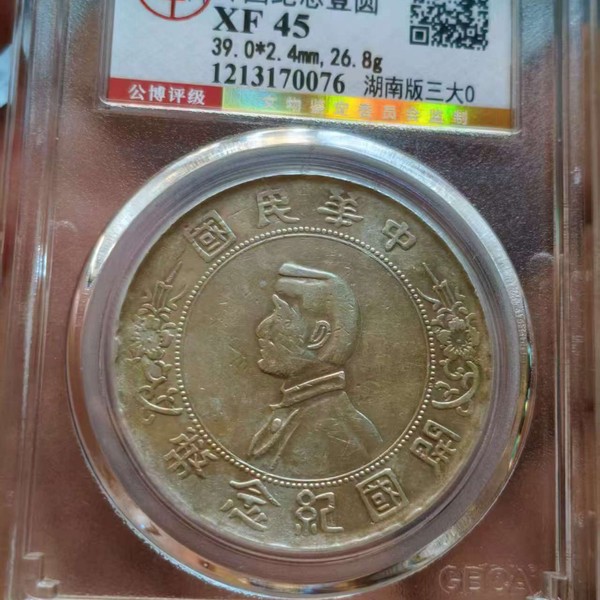 XF 45
39.0*2.4mm,26.8g
1213170076 湖南版三大0
公博评级
中華民國
開國紀念幣
GBCA